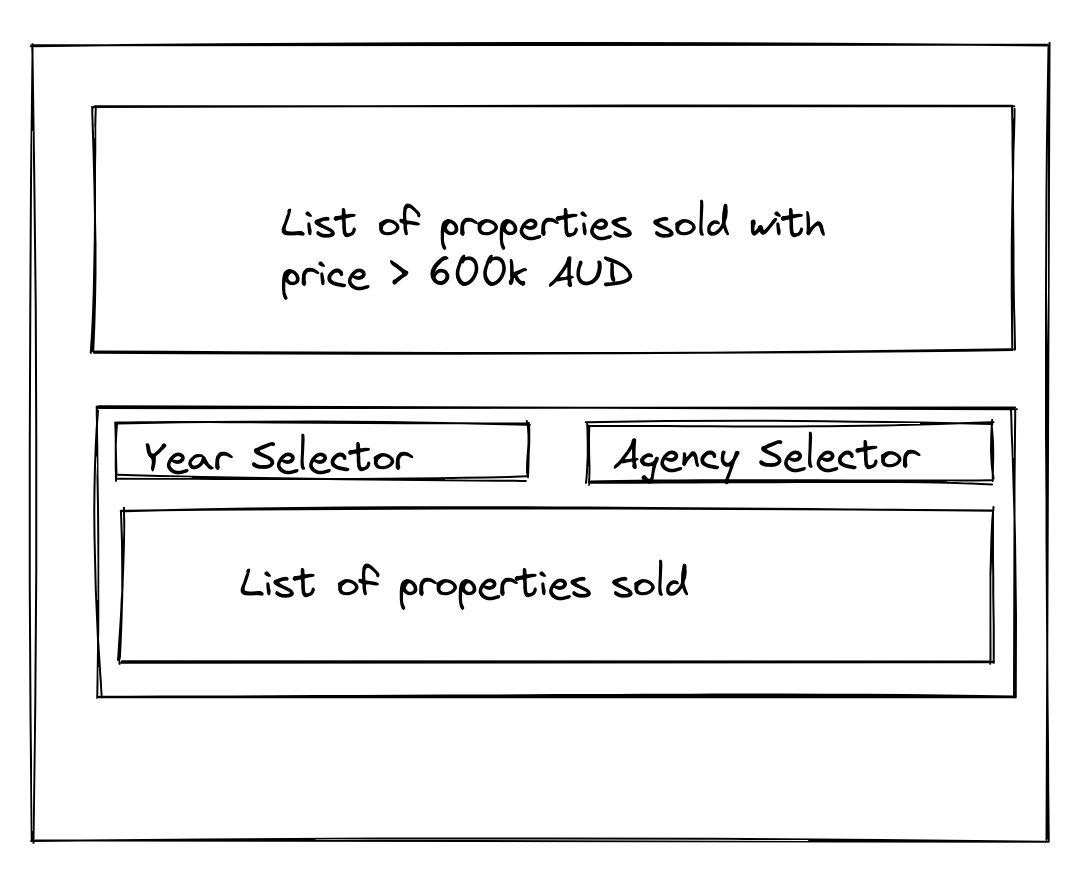 List of properties sold with
price > 600k AUD
Year Selector
Agency Selector
List of properties sold